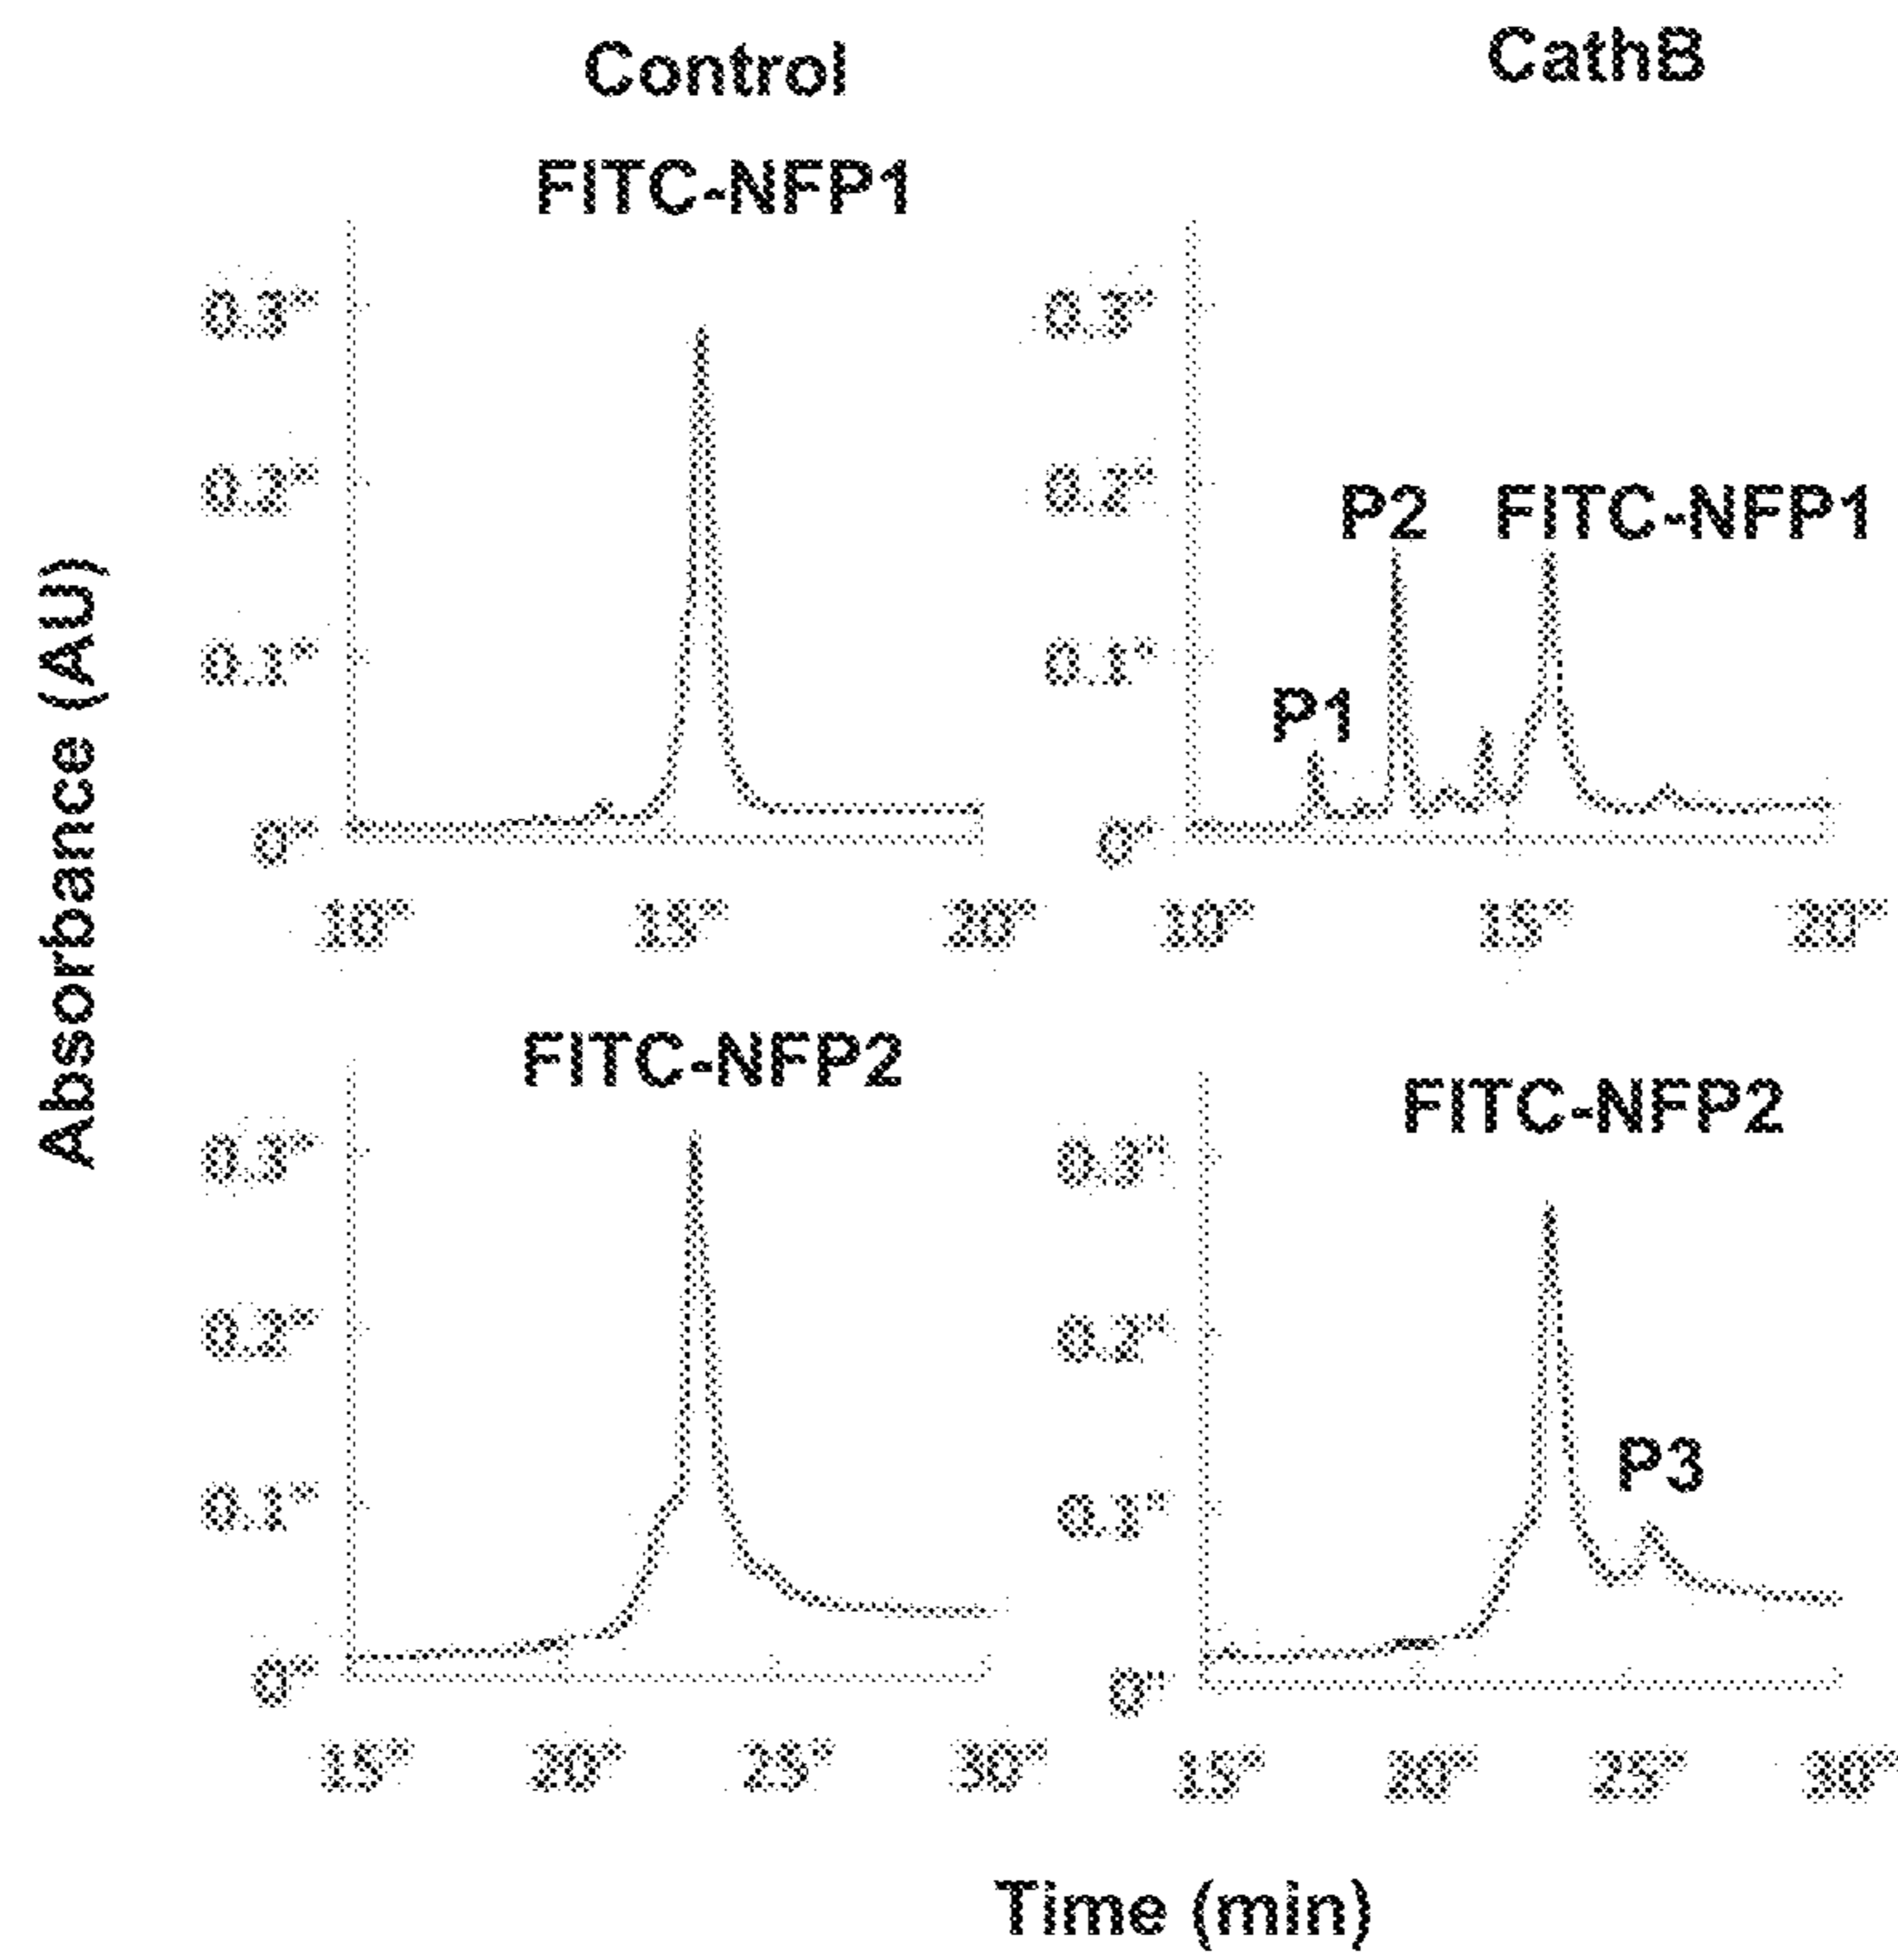 Control
CathB
FITC-NFP1
0.3"
0.2"
0.1"
0"
10"
15"
20"
0.3"
0.2"
0.1"
0"
P1
P2
FITC-NFP1
10"
15"
20"
Absorbance (AU)
FITC-NFP2
0.3"
0.2"
0.1"
0"
15"
20"
25"
30"
FITC-NFP2
0.3"
0.2"
0.1"
0"
P3
15"
20"
25"
30"
Time (min)